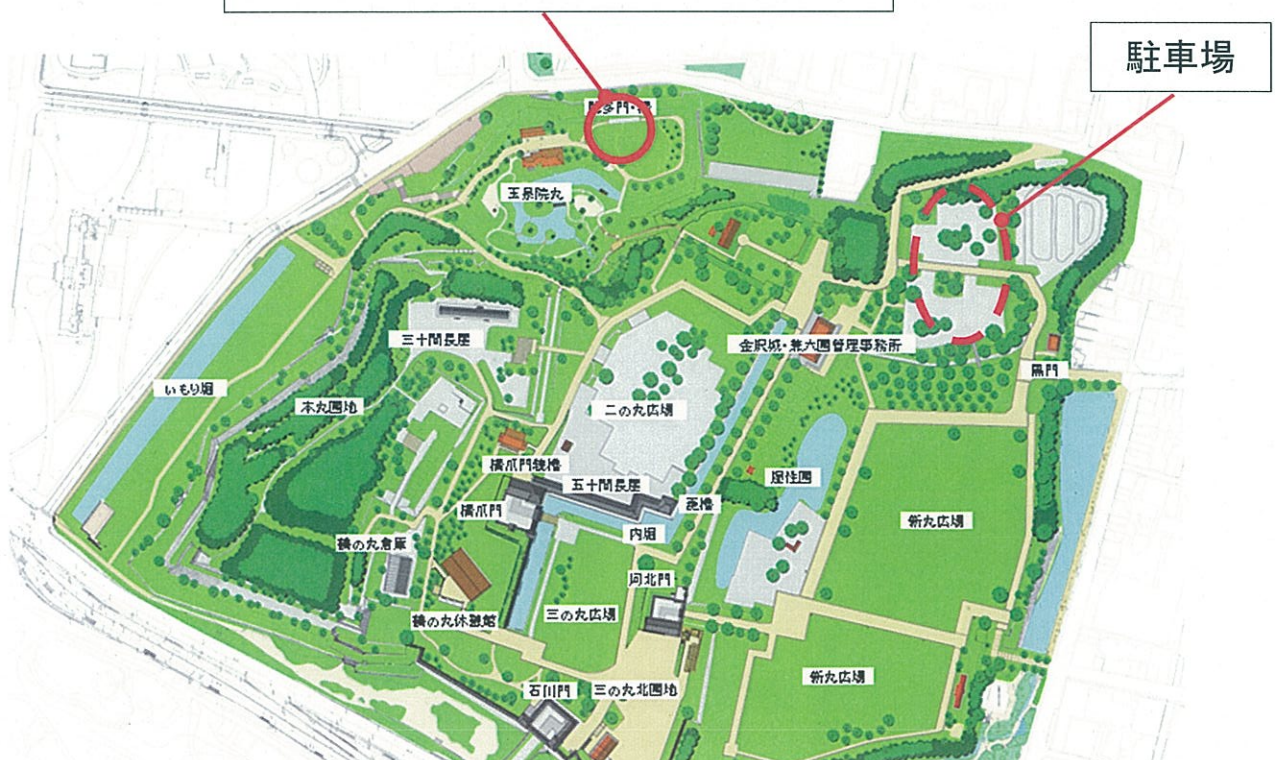 駐車場
玉泉院丸
三十間長屋
金沢城・兼六園管理事務所
黒門
いもり堀
本丸園地
二の丸広場
橋爪門続櫓
五十間長屋
湿性園
菱櫓
橋爪門
新丸広場
内堀
鶴の丸倉庫
河北門
三の丸広場
鶴の丸休憩館
新丸広場
石川門
三の丸北園地